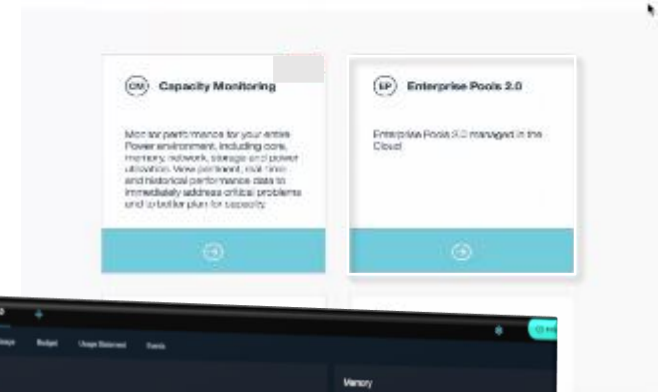 CM Capacity Monitoring
Monitor performance for your entire
Power environment, including core,
memory, network, storage and power
utilization. View pertinent, real-time
and historical performance data to
immediately address critical problems
and to better plan for capacity.
EP Enterprise Pools 2.0
Enterprise Pools 2.0 managed in the
Cloud
Budget Usage Statement Events
Memory